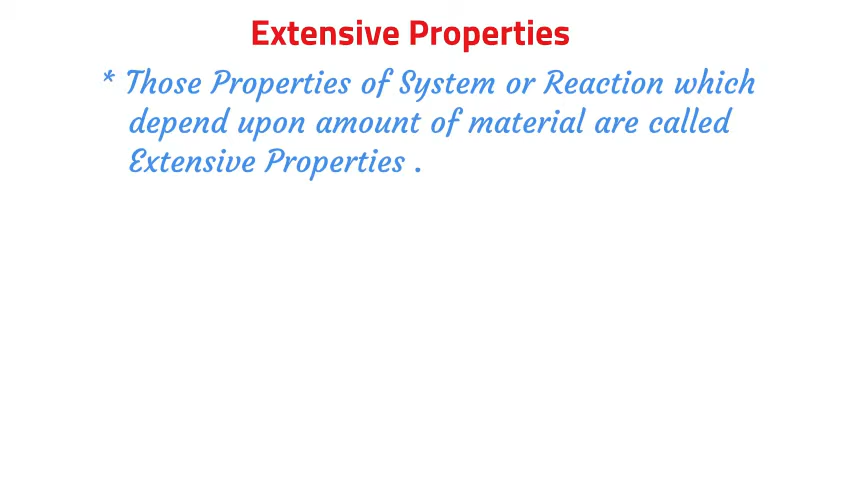 Extensive Properties
* Those Properties of System or Reaction which
depend upon amount of material are called
Extensive Properties .